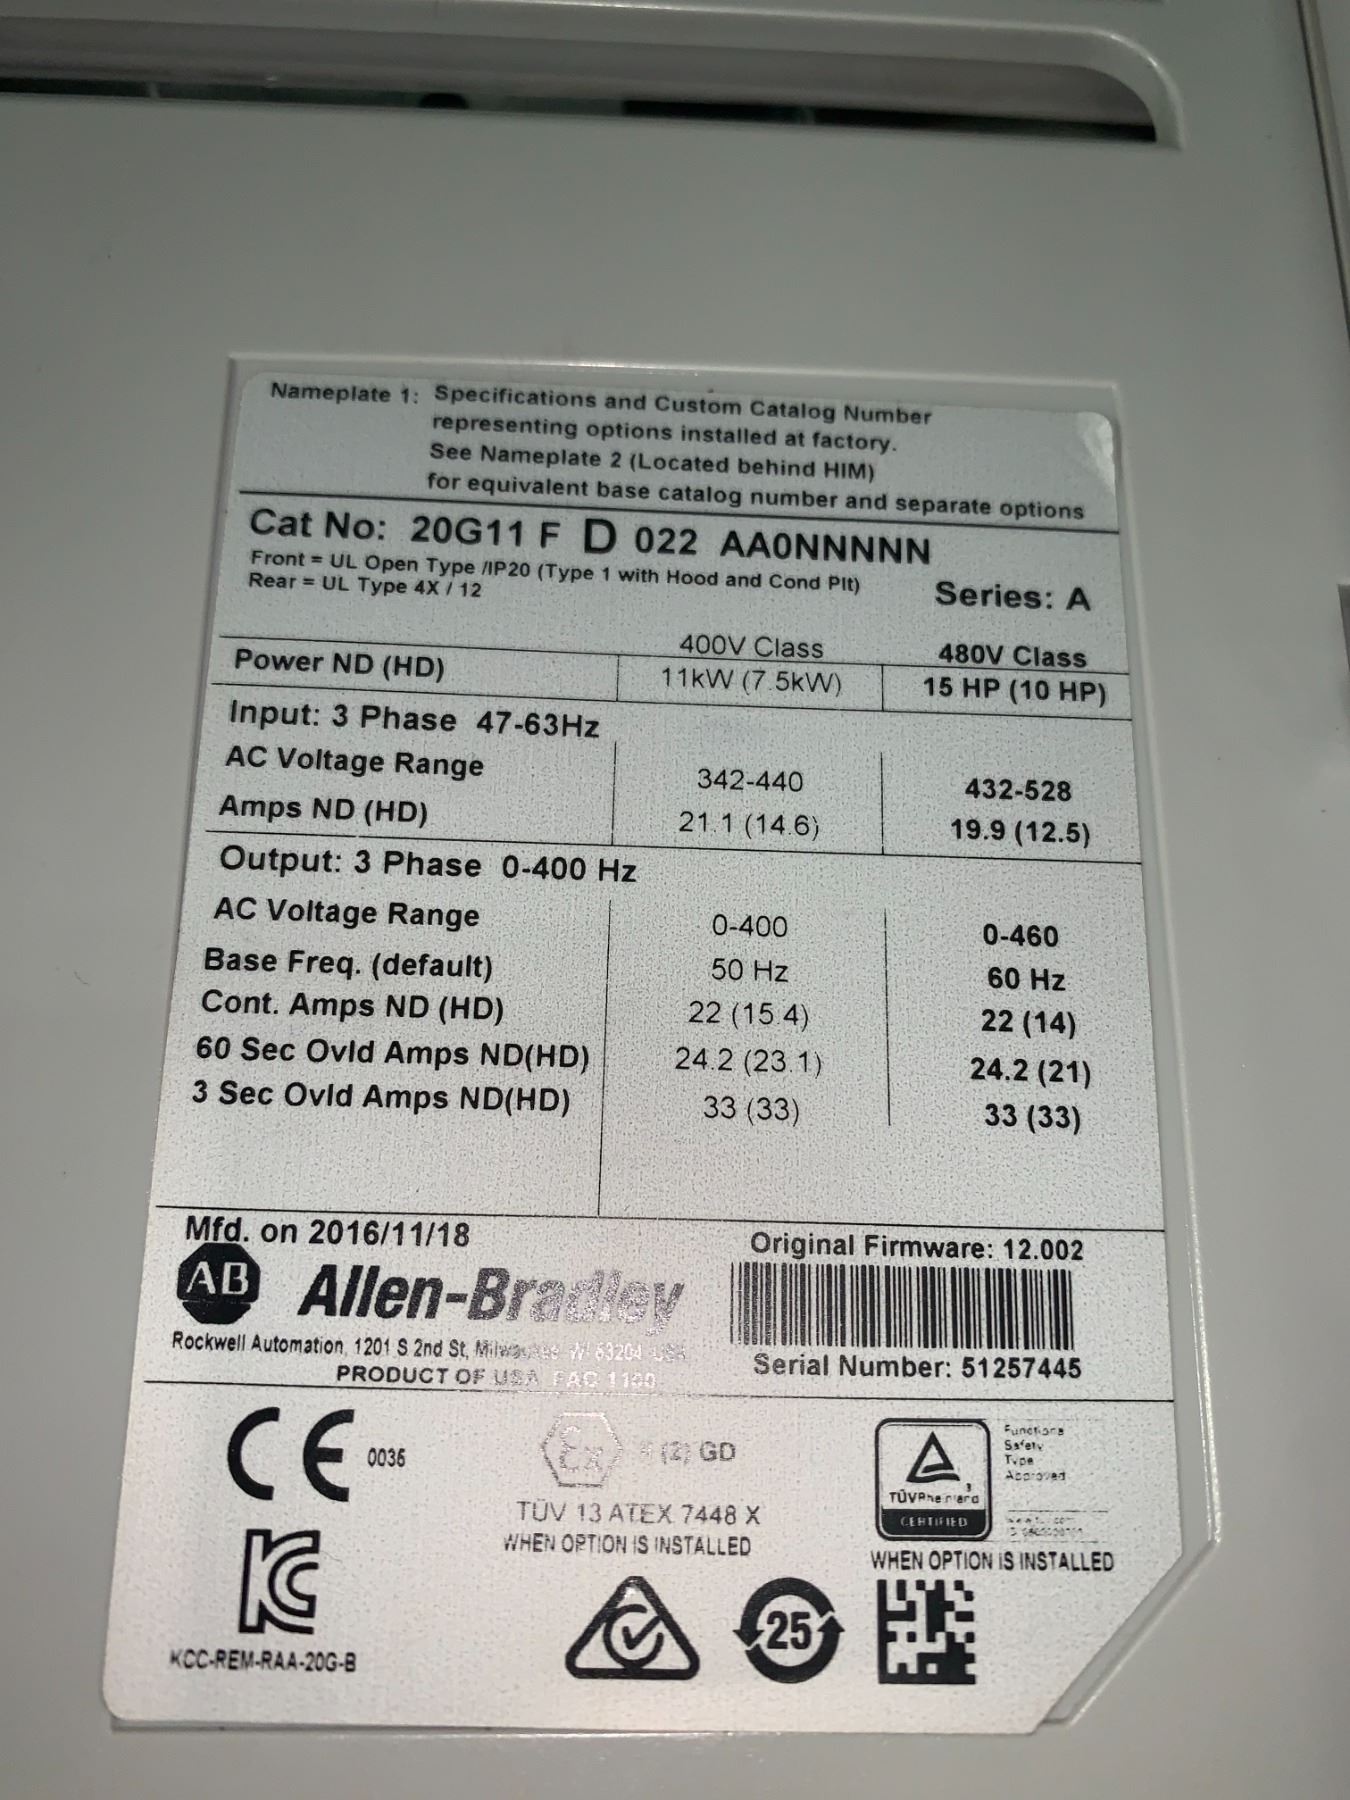 Nameplate 1: Specifications and Custom Catalog Number
representing options installed at factory.
See Nameplate 2 (Located behind HIM)
for equivalent base catalog number and separate options
Cat No: 20G11 F D 022 AA0NNNNN
Front = UL Open Type /IP20 (Type 1 with Hood and Cond Plt)
Rear = UL Type 4X / 12
Series: A
400V Class 480V Class
Power ND (HD) 11kW (7.5kW) 15 HP (10 HP)
Input: 3 Phase 47-63Hz
AC Voltage Range 342-440 432-528
Amps ND (HD) 21.1 (14.6) 19.9 (12.5)
Output: 3 Phase 0-400 Hz
AC Voltage Range 0-400 0-460
Base Freq. (default) 50 Hz 60 Hz
Cont. Amps ND (HD) 22 (15.4) 22 (14)
60 Sec Ovld Amps ND(HD) 24.2 (23.1) 24.2 (21)
3 Sec Ovld Amps ND(HD) 33 (33) 33 (33)
Mfd. on 2016/11/18
Original Firmware: 12.002
AB Allen-Bradley
Rockwell Automation, 1201 S 2nd St, Milwaukee WI 53204 USA
PRODUCT OF USA FAC 1100
Serial Number: 51257445
CE 0035
Ex (2) GD
TÜV 13 ATEX 7448 X
WHEN OPTION IS INSTALLED
TÜVRheinland
CERTIFIED
Functional
Safety
Type
Approved
WHEN OPTION IS INSTALLED
KCC-REM-RAA-20G-B
25